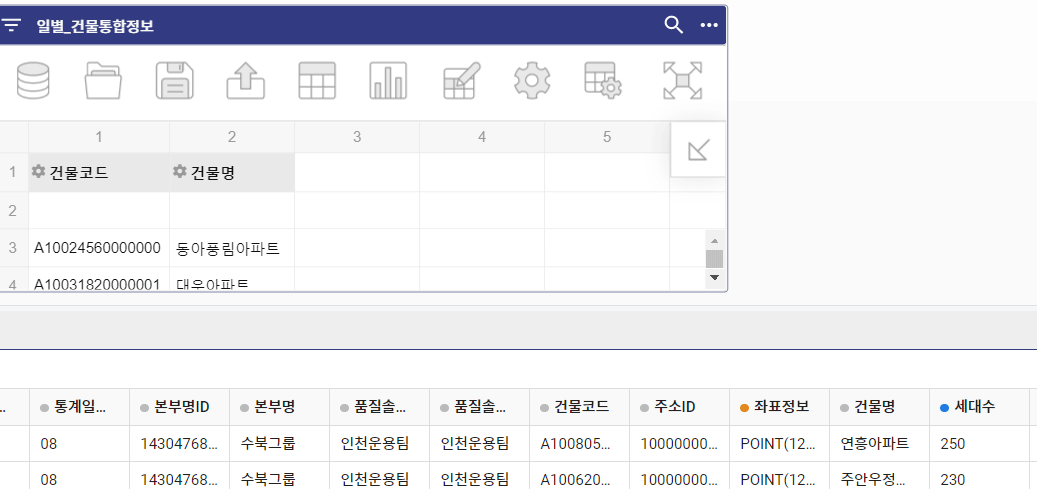 일별_건물통합정보
1 2 3 4 5
1 건물코드 건물명
2
3 A10024560000000 동아풍림아파트
4 A10031820000001 대우아파트
... 통계일... 본부명ID 본부명 품질솔... 품질솔... 건물코드 주소ID 좌표정보 건물명 세대수
08 14304768... 수북그룹 인천운용팀 인천운용팀 A100805... 10000000... POINT(12... 연흥아파트 250
08 14304768... 수북그룹 인천운용팀 인천운용팀 A100620... 10000000... POINT(12... 주안우정... 230